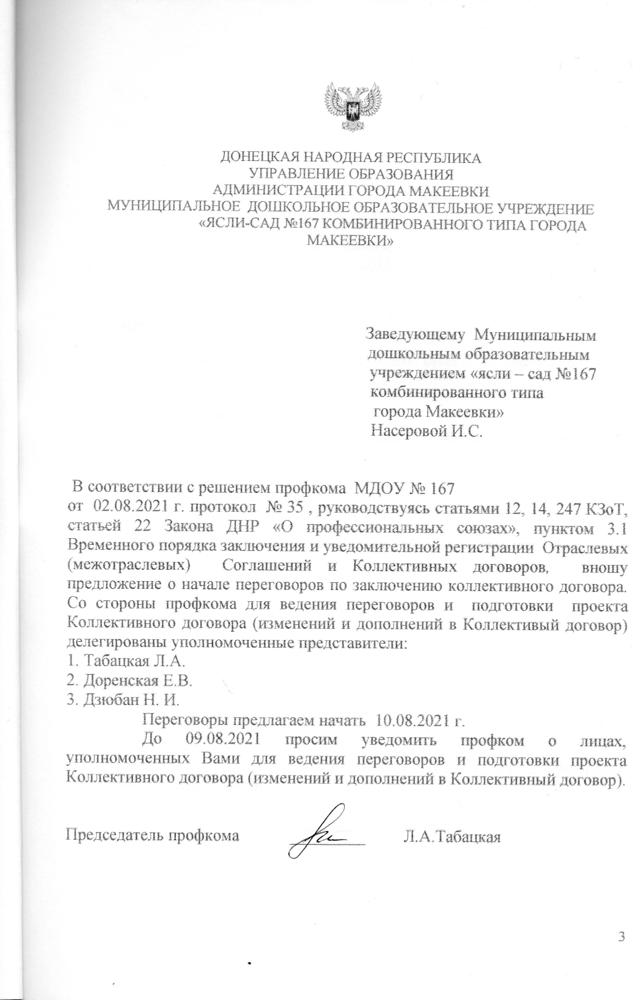 ДОНЕЦКАЯ НАРОДНАЯ РЕСПУБЛИКА
УПРАВЛЕНИЕ ОБРАЗОВАНИЯ
АДМИНИСТРАЦИИ ГОРОДА МАКЕЕВКИ
МУНИЦИПАЛЬНОЕ ДОШКОЛЬНОЕ ОБРАЗОВАТЕЛЬНОЕ УЧРЕЖДЕНИЕ
«ЯСЛИ-САД №167 КОМБИНИРОВАННОГО ТИПА ГОРОДА
МАКЕЕВКИ»
Заведующему Муниципальным
дошкольным образовательным
учреждением «ясли – сад №167
комбинированного типа
города Макеевки»
Насеровой И.С.
В соответствии с решением профкома МДОУ № 167
от 02.08.2021 г. протокол № 35 , руководствуясь статьями 12, 14, 247 КЗоТ,
статьей 22 Закона ДНР «О профессиональных союзах», пунктом 3.1
Временного порядка заключения и уведомительной регистрации Отраслевых
(межотраслевых) Соглашений и Коллективных договоров, вношу
предложение о начале переговоров по заключению коллективного договора.
Со стороны профкома для ведения переговоров и подготовки проекта
Коллективного договора (изменений и дополнений в Коллективый договор)
делегированы уполномоченные представители:
1. Табацкая Л.А.
2. Доренская Е.В.
3. Дзюбан Н. И.
Переговоры предлагаем начать 10.08.2021 г.
До 09.08.2021 просим уведомить профком о лицах,
уполномоченных Вами для ведения переговоров и подготовки проекта
Коллективного договора (изменений и дополнений в Коллективный договор).
Председатель профкома Л.А.Табацкая
3